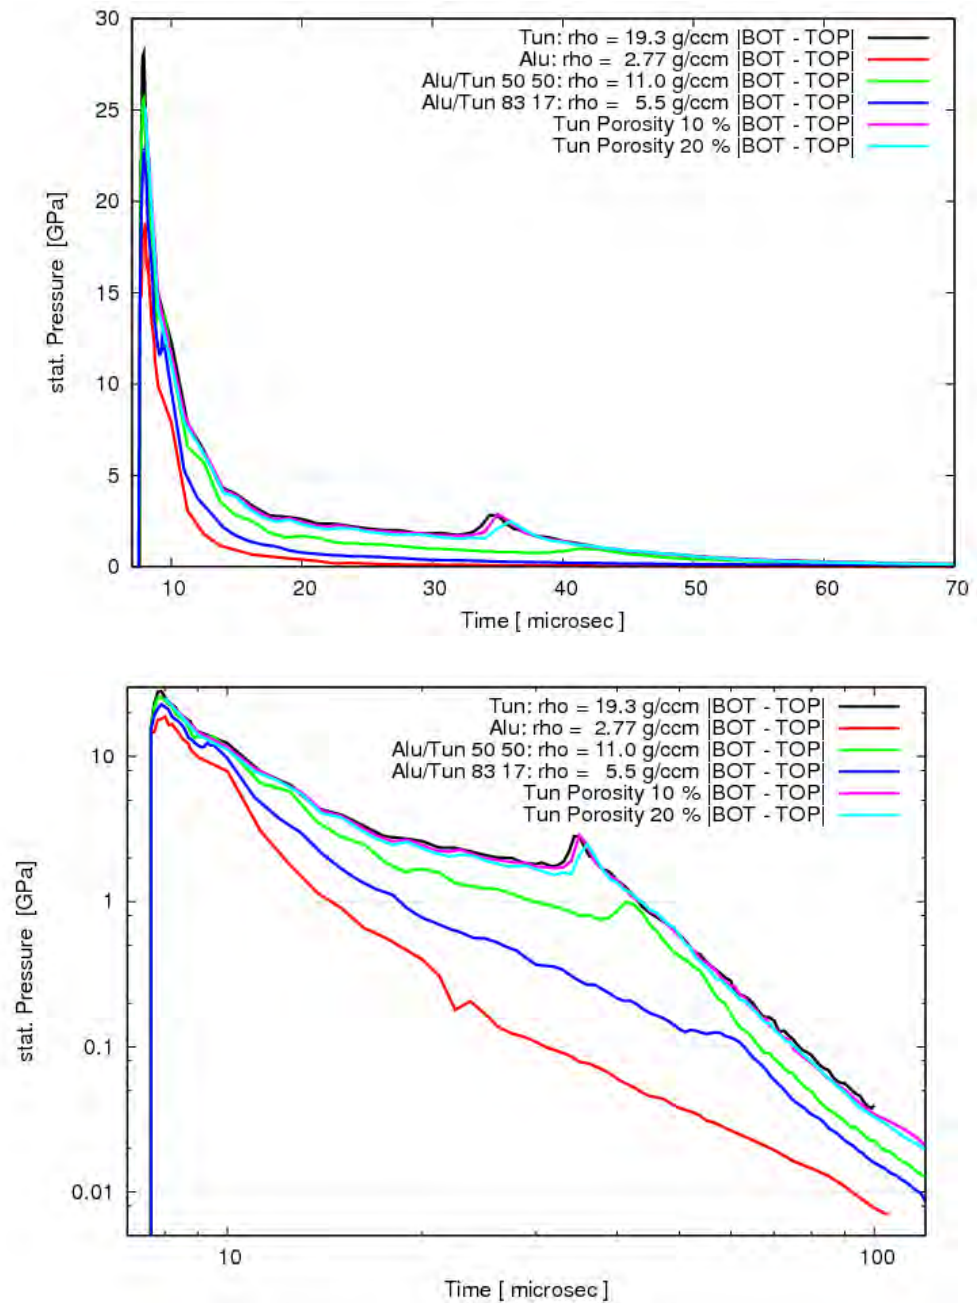 30
25
20
15
10
5
0
stat. Pressure [GPa]
Tun: rho = 19.3 g/ccm |BOT - TOP|
Alu: rho = 2.77 g/ccm |BOT - TOP|
Alu/Tun 50 50: rho = 11.0 g/ccm |BOT - TOP|
Alu/Tun 83 17: rho = 5.5 g/ccm |BOT - TOP|
Tun Porosity 10 % |BOT - TOP|
Tun Porosity 20 % |BOT - TOP|
10 20 30 40 50 60 70
Time [ microsec ]
10
1
0.1
0.01
stat. Pressure [GPa]
Tun: rho = 19.3 g/ccm |BOT - TOP|
Alu: rho = 2.77 g/ccm |BOT - TOP|
Alu/Tun 50 50: rho = 11.0 g/ccm |BOT - TOP|
Alu/Tun 83 17: rho = 5.5 g/ccm |BOT - TOP|
Tun Porosity 10 % |BOT - TOP|
Tun Porosity 20 % |BOT - TOP|
10 100
Time [ microsec ]